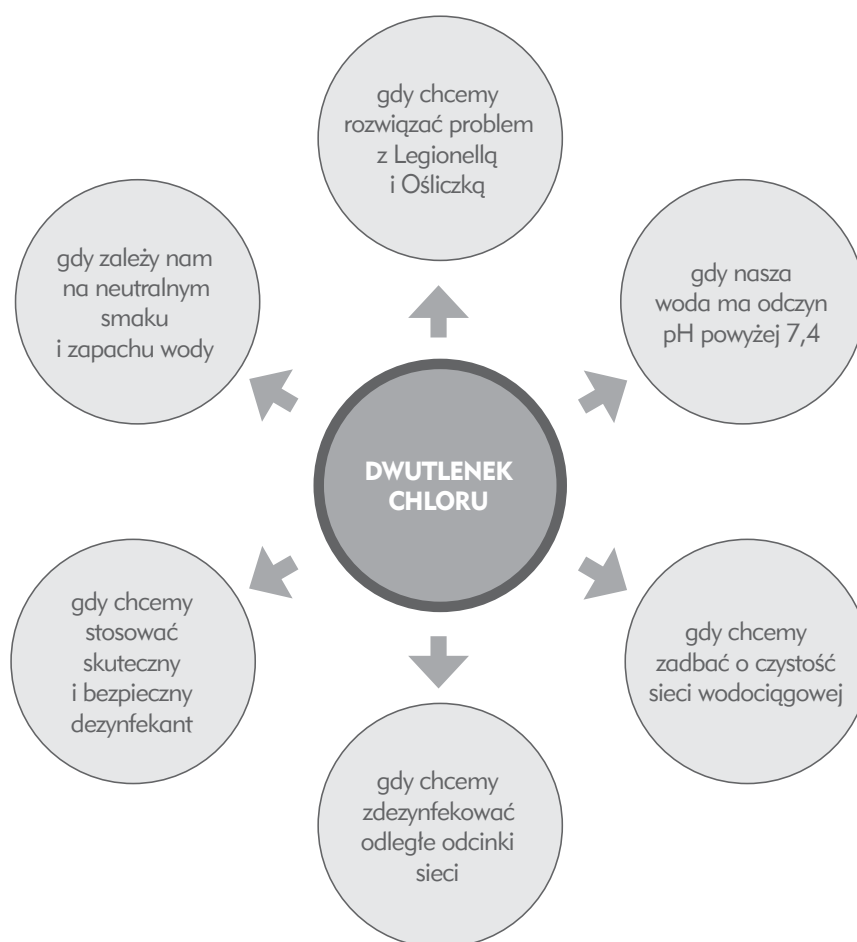 gdy chcemy
rozwiązać problem
z Legionellą
i Ośliczką
gdy zależy nam
na neutralnym
smaku
i zapachu wody
gdy nasza
woda ma odczyn
pH powyżej 7,4
DWUTLENEK
CHLORU
gdy chcemy
stosować
skuteczny
i bezpieczny
dezynfekant
gdy chcemy
zadbać o czystość
sieci wodociągowej
gdy chcemy
zdezynfekować
odległe odcinki
sieci